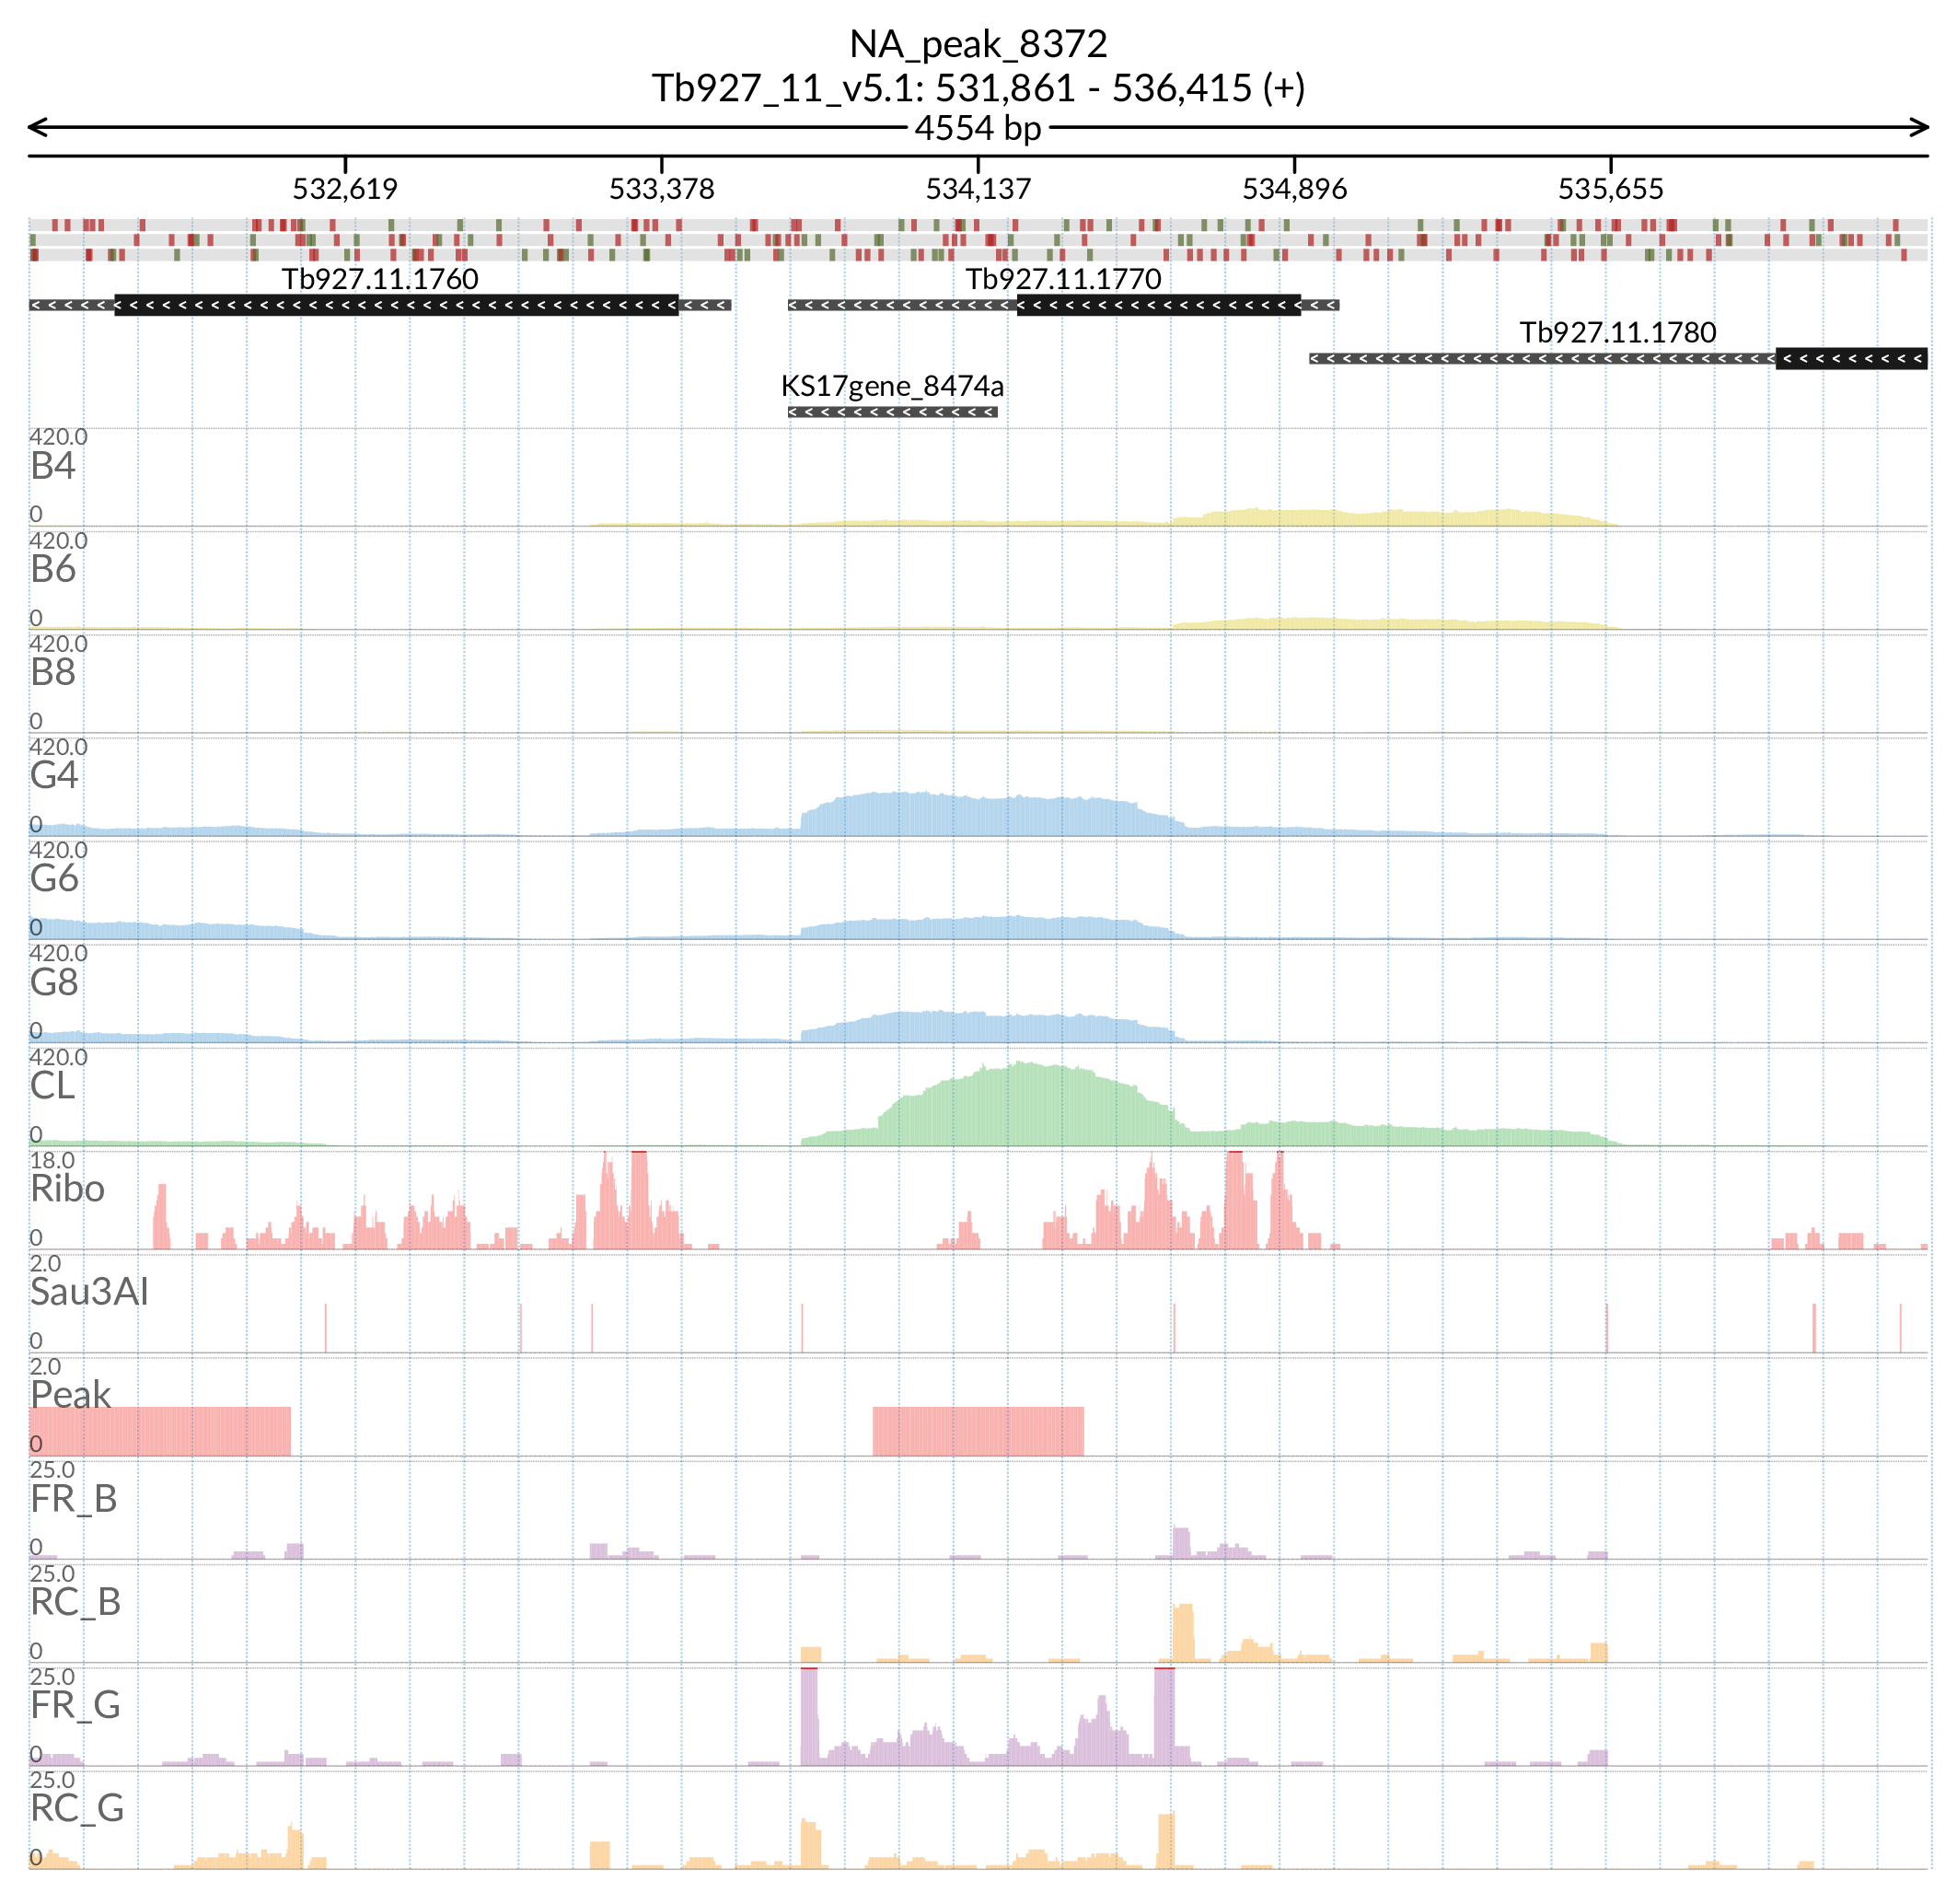 NA_peak_8372
Tb927_11_v5.1: 531,861 - 536,415 (+)
4554 bp
532,619 533,378 534,137 534,896 535,655
Tb927.11.1760 Tb927.11.1770
Tb927.11.1780
KS17gene_8474a
420.0
B4
0
420.0
B6
0
420.0
B8
0
420.0
G4
0
420.0
G6
0
420.0
G8
0
420.0
CL
0
18.0
Ribo
0
2.0
Sau3AI
0
2.0
Peak
0
25.0
FR_B
0
25.0
RC_B
0
25.0
FR_G
0
25.0
RC_G
0